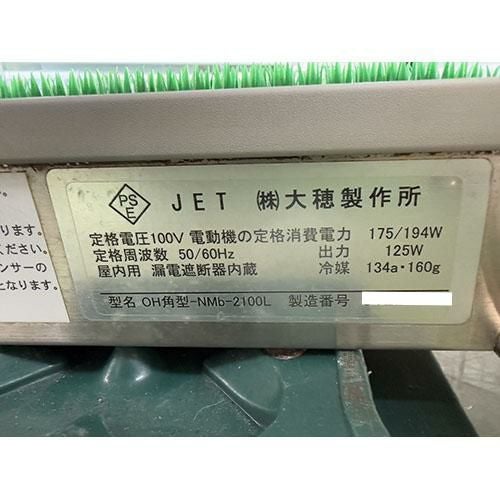 す。
ります。
ください。
ンサーの
となります。
PS
E
JET ㈱大穂製作所
定格電圧100V 電動機の定格消費電力 175/194W
定格周波数 50/60Hz 出力 125W
屋内用 漏電遮断器内蔵 冷媒 134a・160g
型名 OH角型-NMb-2100L 製造番号